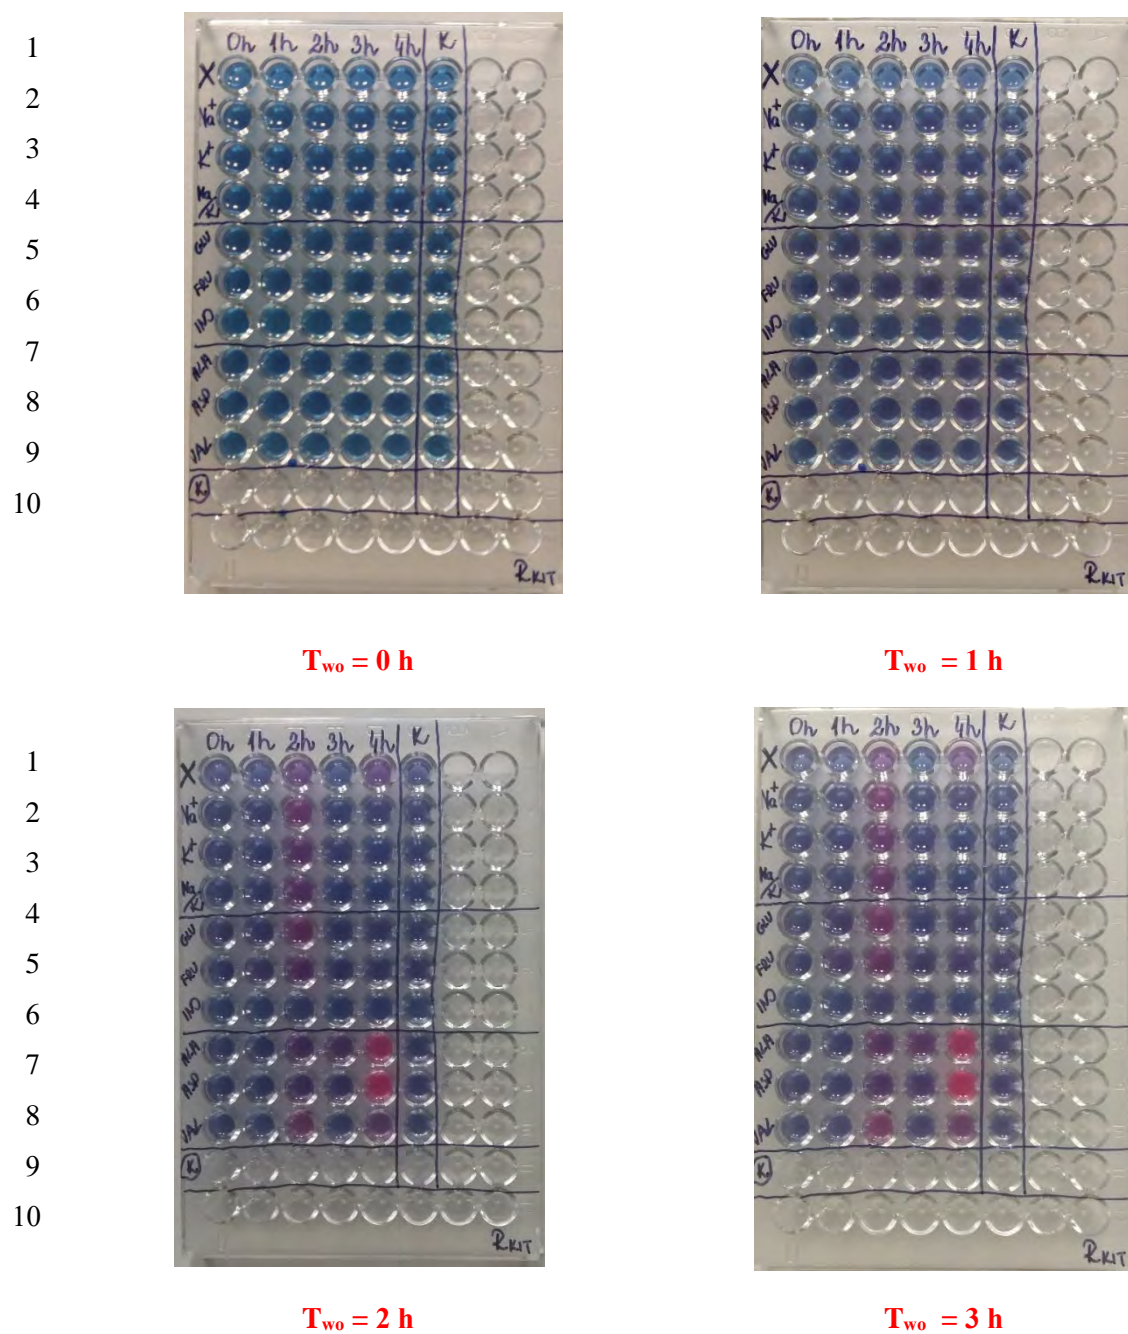 1
2
3
4
5
6
7
8
9
10
0h 1h 2h 3h 4h K
X
Na+
K+
Na/K
GLU
FRU
INO
ALA
ASP
VAL
K
RKIT
0h 1h 2h 3h 4h K
X
Na+
K+
Na/K
GLU
FRU
INO
ALA
ASP
VAL
K
RKIT
Two = 0 h
Two = 1 h
1
2
3
4
5
6
7
8
9
10
0h 1h 2h 3h 4h K
X
Na+
K+
Na/K
GLU
FRU
INO
ALA
ASP
VAL
K
RKIT
0h 1h 2h 3h 4h K
X
Na+
K+
Na/K
GLU
FRU
INO
ALA
ASP
VAL
K
RKIT
Two = 2 h
Two = 3 h